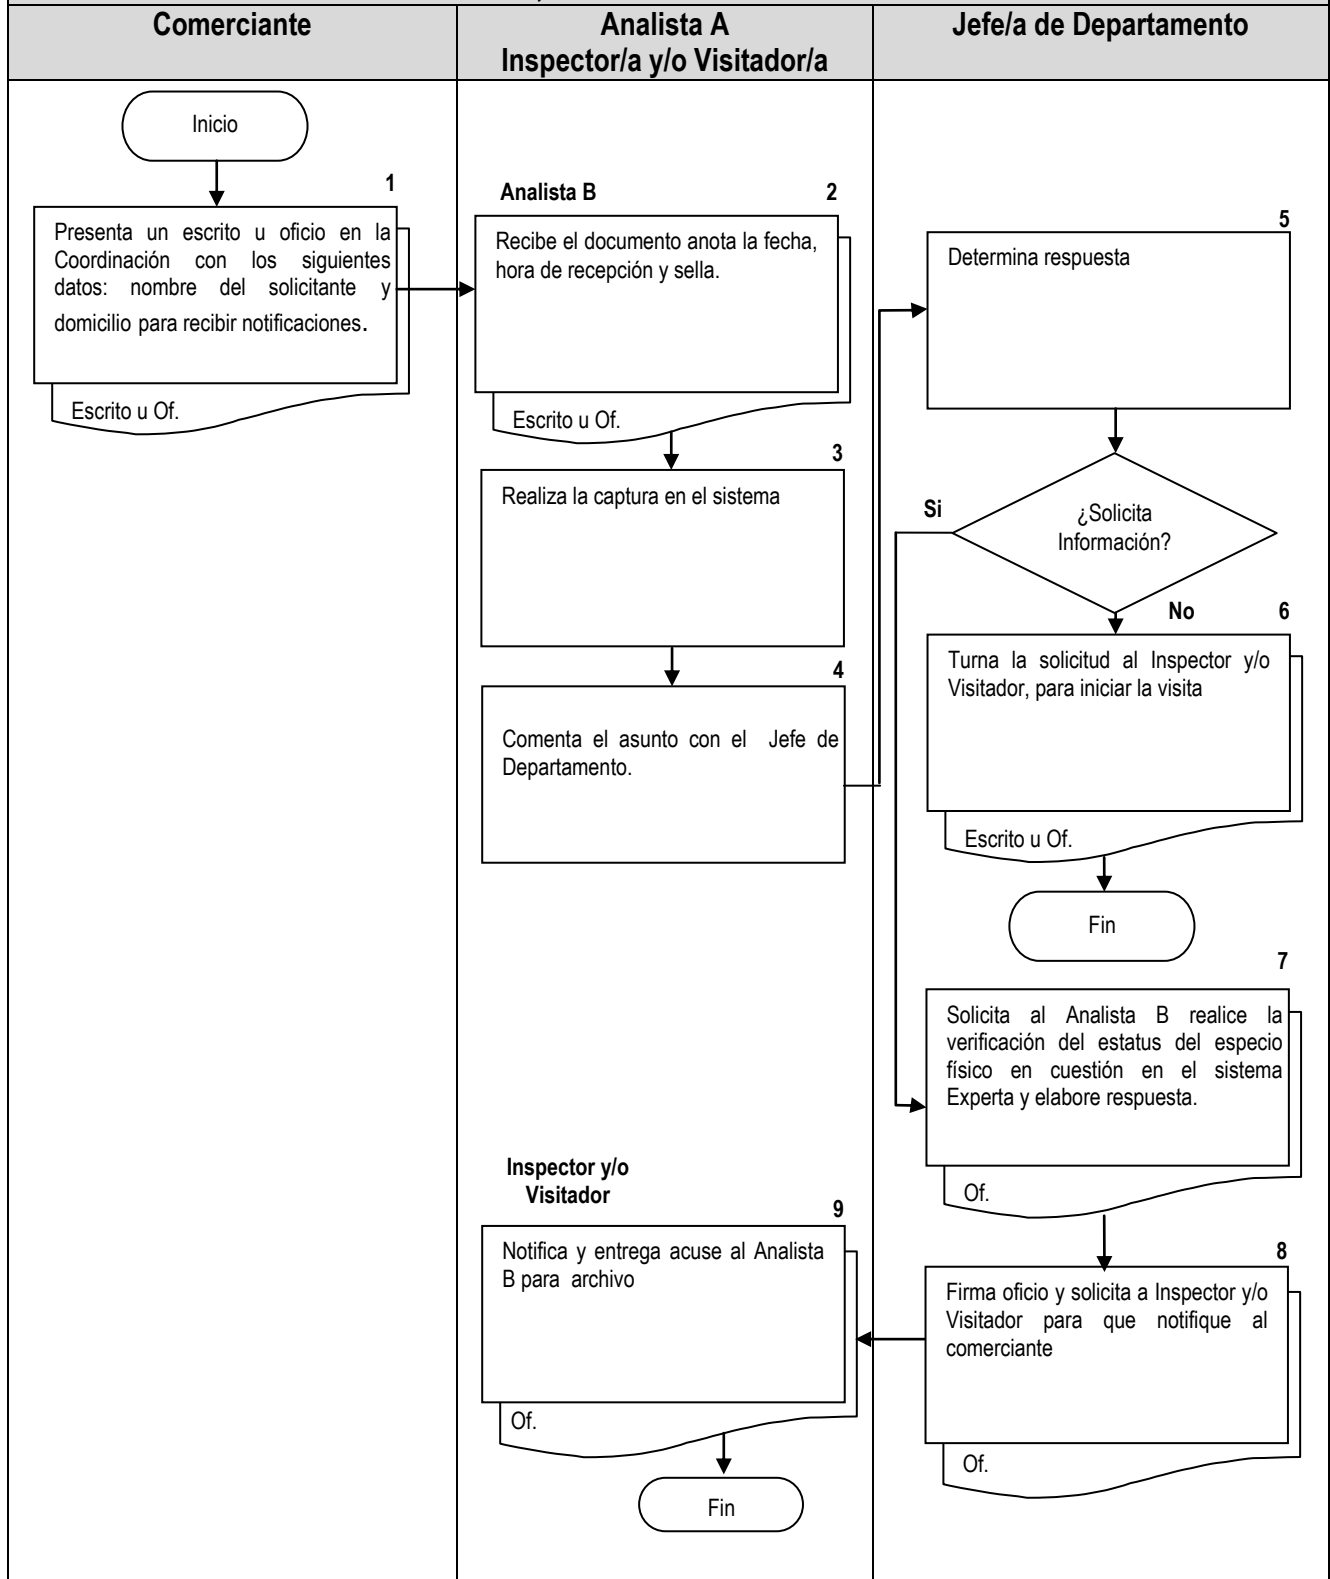 Comerciante
Analista A
Inspector/a y/o Visitador/a
Jefe/a de Departamento
Inicio
1
Presenta un escrito u oficio en la
Coordinación con los siguientes
datos: nombre del solicitante y
domicilio para recibir notificaciones.
Escrito u Of.
Analista B
2
Recibe el documento anota la fecha,
hora de recepción y sella.
Escrito u Of.
3
Realiza la captura en el sistema
4
Comenta el asunto con el Jefe de
Departamento.
5
Determina respuesta
¿Solicita
Información?
Si
No
6
Turna la solicitud al Inspector y/o
Visitador, para iniciar la visita
Escrito u Of.
Fin
7
Solicita al Analista B realice la
verificación del estatus del especio
físico en cuestión en el sistema
Experta y elabore respuesta.
Of.
8
Firma oficio y solicita a Inspector y/o
Visitador para que notifique al
comerciante
Of.
Inspector y/o
Visitador
9
Notifica y entrega acuse al Analista
B para archivo
Of.
Fin